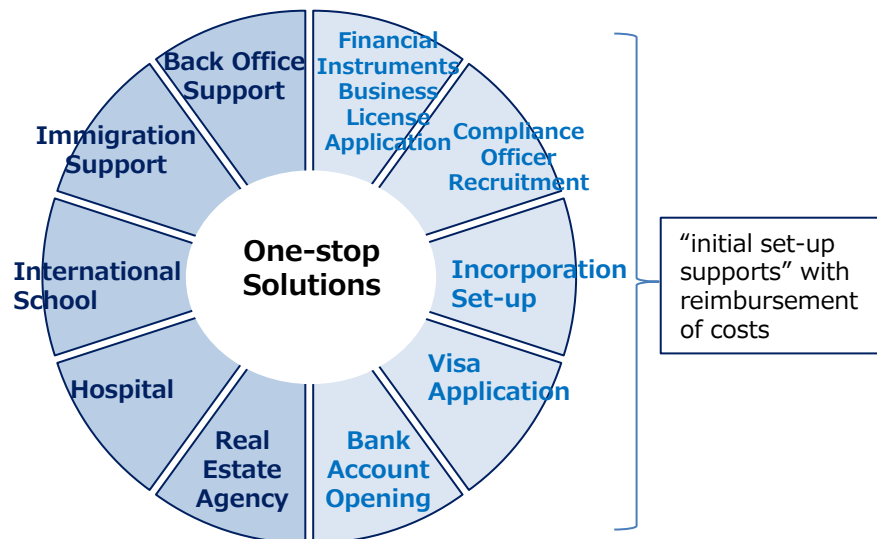 Financial
Instruments
Business
License
Application
Compliance
Officer
Recruitment
Incorporation
Set-up
Visa
Application
Bank
Account
Opening
Real
Estate
Agency
Hospital
International
School
Immigration
Support
Back Office
Support
One-stop
Solutions
“initial set-up
supports” with
reimbursement
of costs